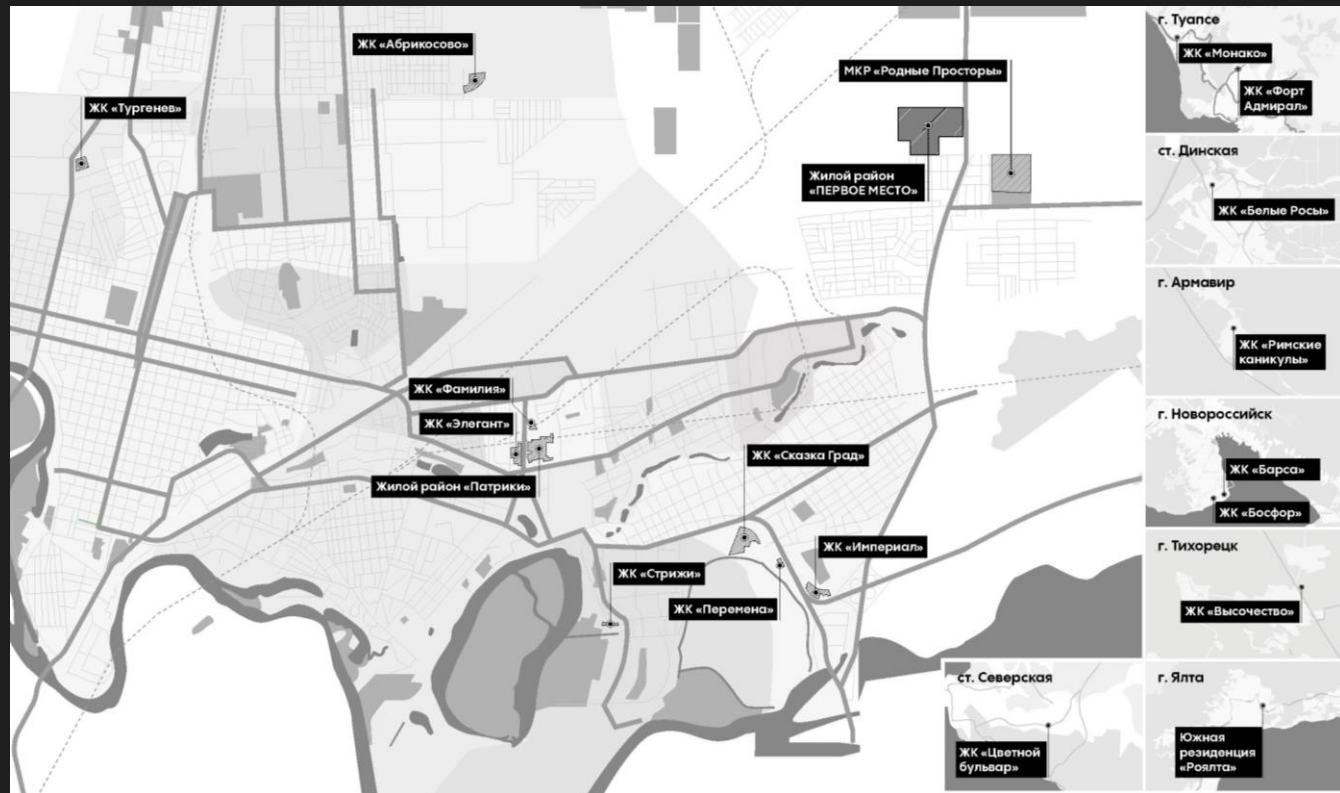 ЖК «Абрикосово»
ЖК «Тургенев»
МКР «Родные Просторы»
Жилой район
«ПЕРВОЕ МЕСТО»
ЖК «Фамилия»
ЖК «Элегант»
Жилой район «Патрики»
ЖК «Сказка Град»
ЖК «Империал»
ЖК «Стрижи»
ЖК «Перемена»
г. Туапсе
ЖК «Монако»
ЖК «Форт
Адмирал»
ст. Динская
ЖК «Белые Росы»
г. Армавир
ЖК «Римские
каникулы»
г. Новороссийск
ЖК «Барса»
ЖК «Босфор»
г. Тихорецк
ЖК «Высочество»
ст. Северская
ЖК «Цветной
бульвар»
г. Ялта
Южная
резиденция
«Роялта»